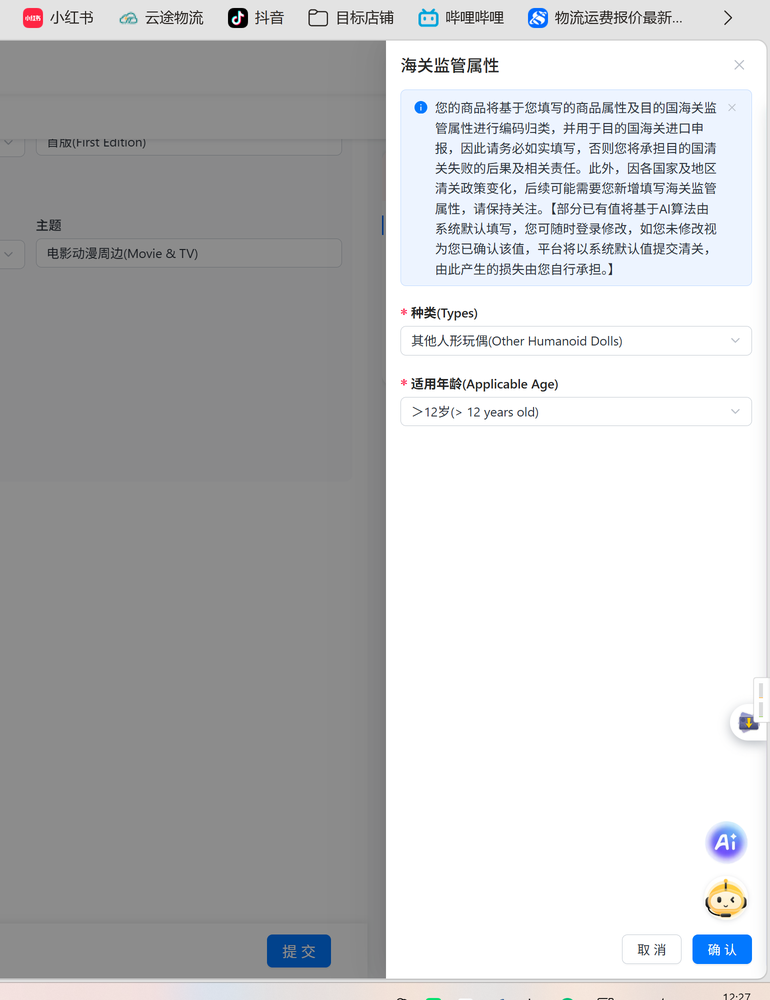 小红书
小红书 云途物流 抖音 目标店铺 哔哩哔哩 物流运费报价最新...
首版(First Edition)
主题
电影动漫周边(Movie & TV)
提 交
海关监管属性
您的商品将基于您填写的商品属性及目的国海关监
管属性进行编码归类，并用于目的国海关进口申
报，因此请务必如实填写，否则您将承担目的国清
关失败的后果及相关责任。此外，因各国家及地区
清关政策变化，后续可能需要您新增填写海关监管
属性，请保持关注。【部分已有值将基于AI算法由
系统默认填写，您可随时登录修改，如您未修改视
为您已确认该值，平台将以系统默认值提交清关，
由此产生的损失由您自行承担。】
* 种类(Types)
其他人形玩偶(Other Humanoid Dolls)
* 适用年龄(Applicable Age)
＞12岁(> 12 years old)
Ai
取 消
确 认
12:27